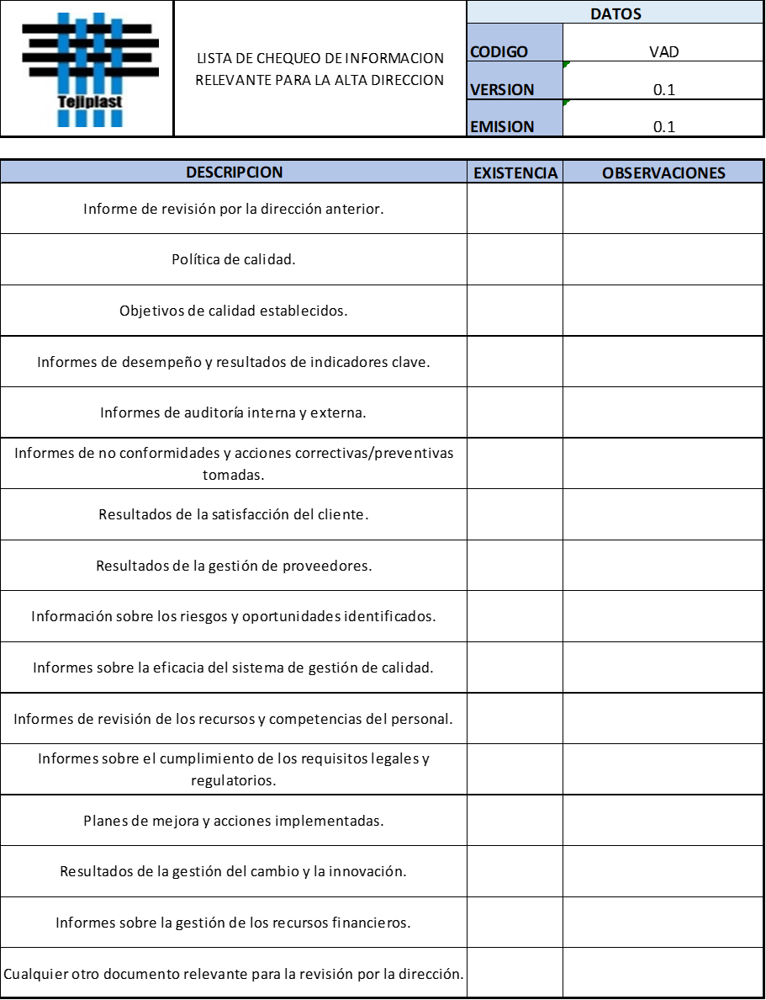 Tejiplast
LISTA DE CHEQUEO DE INFORMACION
RELEVANTE PARA LA ALTA DIRECCION
DATOS
CODIGO VAD
VERSION 0.1
EMISION 0.1
DESCRIPCION EXISTENCIA OBSERVACIONES
Informe de revisión por la dirección anterior.
Política de calidad.
Objetivos de calidad establecidos.
Informes de desempeño y resultados de indicadores clave.
Informes de auditoría interna y externa.
Informes de no conformidades y acciones correctivas/preventivas
tomadas.
Resultados de la satisfacción del cliente.
Resultados de la gestión de proveedores.
Información sobre los riesgos y oportunidades identificados.
Informes sobre la eficacia del sistema de gestión de calidad.
Informes de revisión de los recursos y competencias del personal.
Informes sobre el cumplimiento de los requisitos legales y
regulatorios.
Planes de mejora y acciones implementadas.
Resultados de la gestión del cambio y la innovación.
Informes sobre la gestión de los recursos financieros.
Cualquier otro documento relevante para la revisión por la dirección.